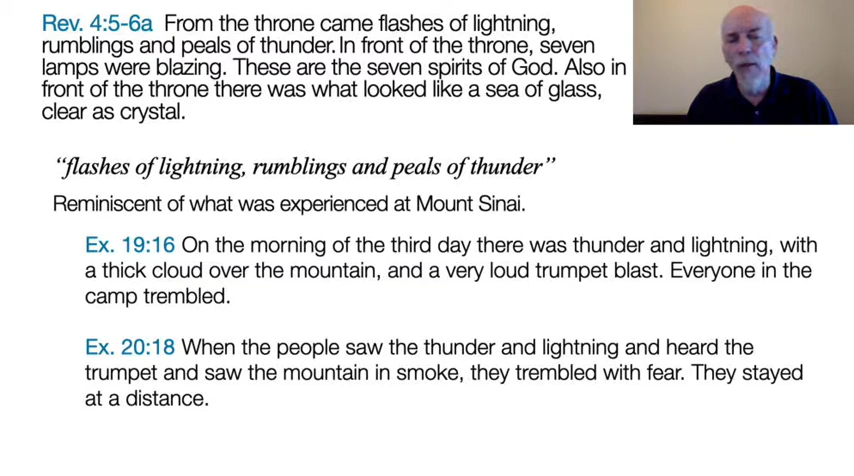 Rev. 4:5-6a From the throne came flashes of lightning,
rumblings and peals of thunder. In front of the throne, seven
lamps were blazing. These are the seven spirits of God. Also in
front of the throne there was what looked like a sea of glass,
clear as crystal.
“flashes of lightning, rumblings and peals of thunder”
Reminiscent of what was experienced at Mount Sinai.
Ex. 19:16 On the morning of the third day there was thunder and lightning, with
a thick cloud over the mountain, and a very loud trumpet blast. Everyone in the
camp trembled.
Ex. 20:18 When the people saw the thunder and lightning and heard the
trumpet and saw the mountain in smoke, they trembled with fear. They stayed
at a distance.